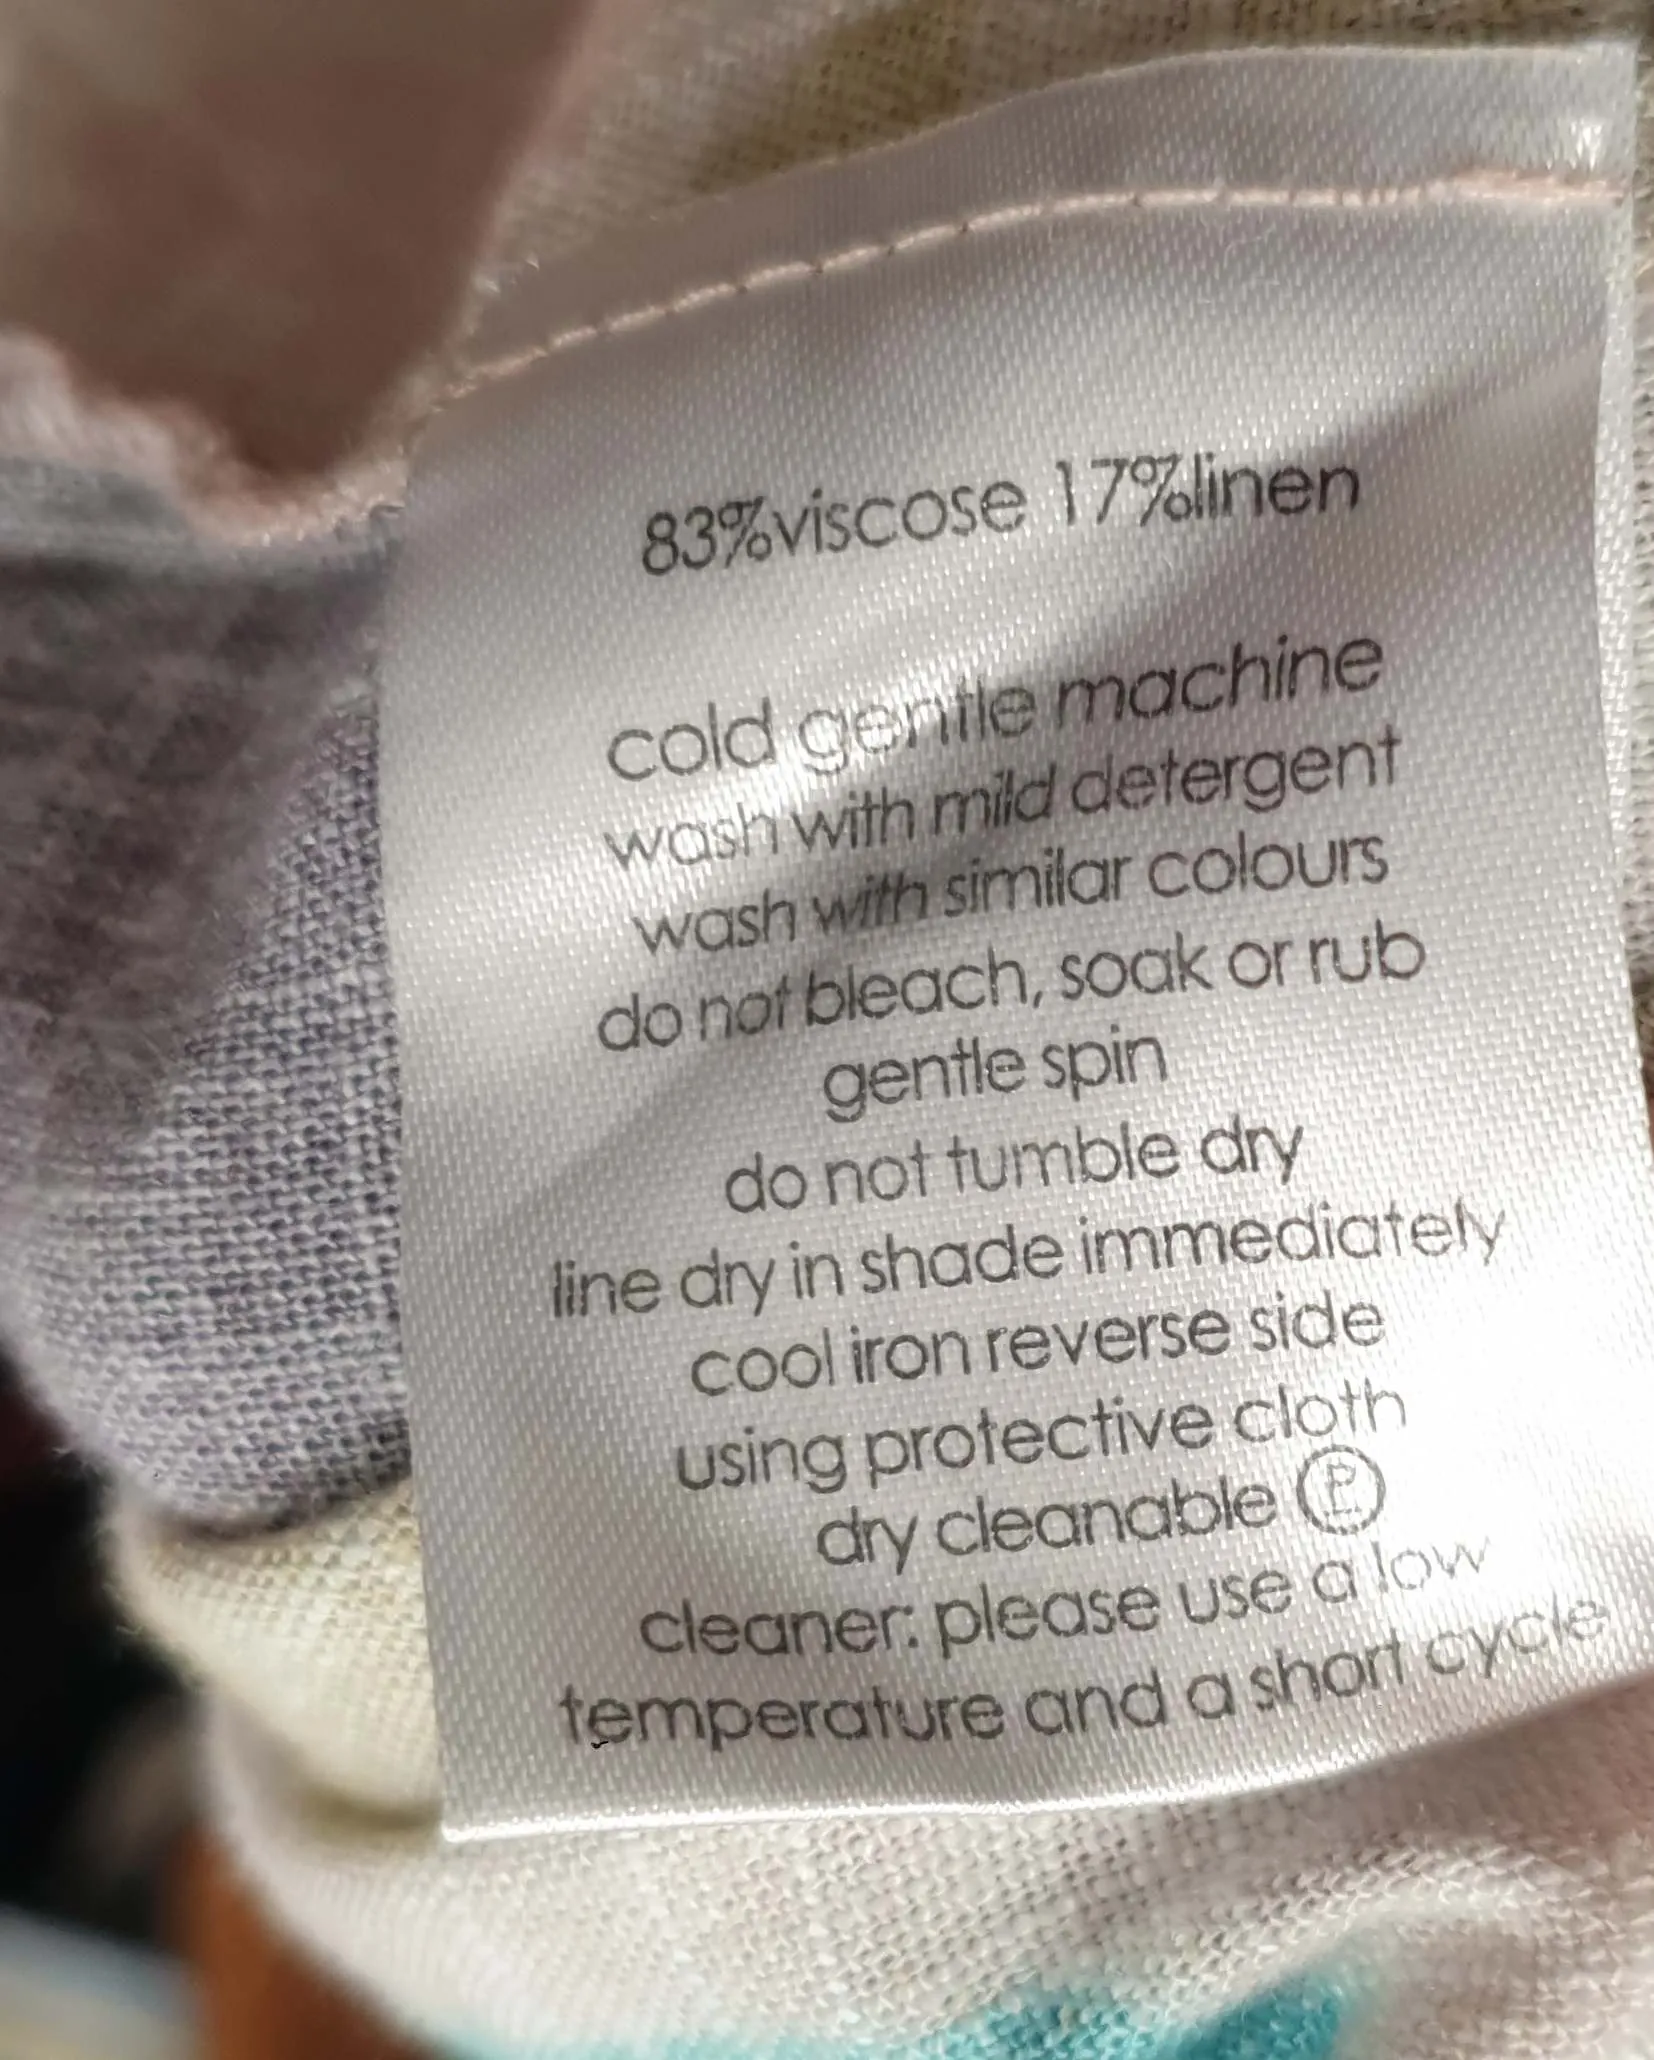 83%viscose 17%linen
cold gentle machine
wash with mild detergent
wash with similar colours
do not bleach, soak or rub
gentle spin
do not tumble dry
line dry in shade immediately
cool iron reverse side
using protective cloth
dry cleanable Ⓟ
cleaner: please use a low
temperature and a short cycle